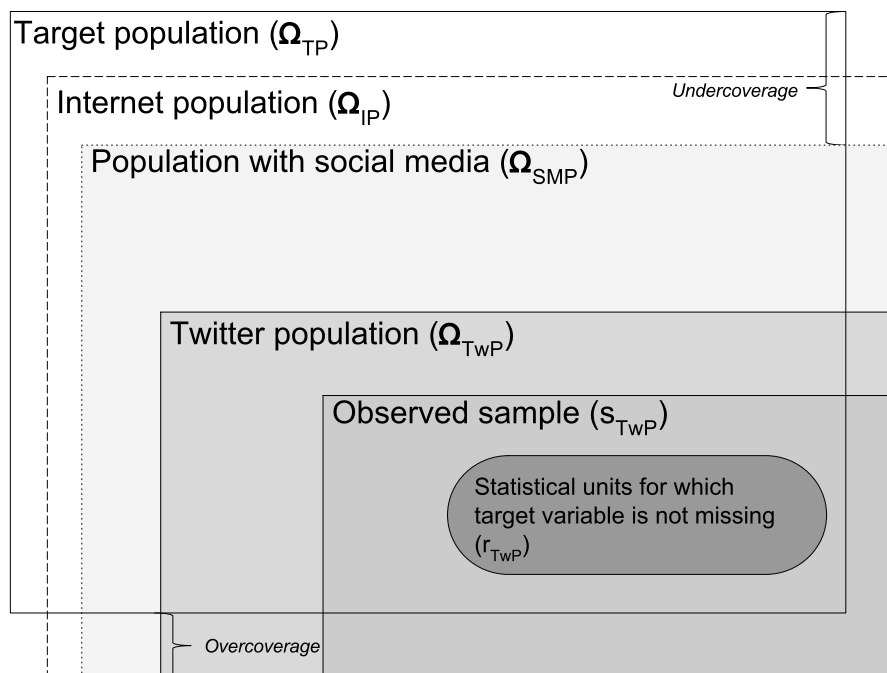 Target population (Ω_TP)
Undercoverage
Internet population (Ω_IP)
Population with social media (Ω_SMP)
Twitter population (Ω_TwP)
Observed sample (s_TwP)
Statistical units for which
target variable is not missing
(r_TwP)
Overcoverage